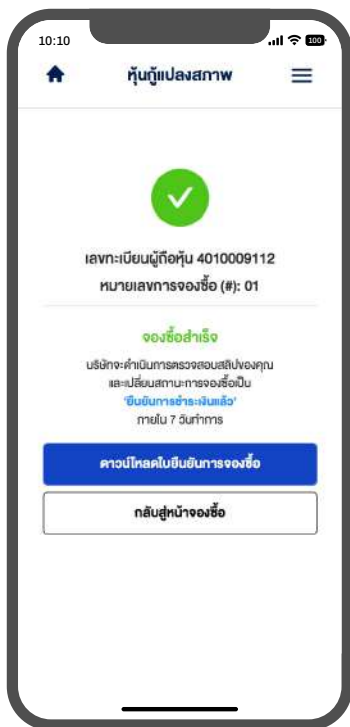 10:10
100
หุ้นกู้แปลงสภาพ
เลขทะเบียนผู้ถือหุ้น 4010009112
หมายเลขการจองซื้อ (#): 01
จองซื้อสำเร็จ
บริษัทจะดำเนินการตรวจสอบสลิปของคุณ
และเปลี่ยนสถานะการจองซื้อเป็น
'ยืนยันการชำระเงินแล้ว'
ภายใน 7 วันทำการ
ดาวน์โหลดใบยืนยันการจองซื้อ
กลับสู่หน้าจองซื้อ